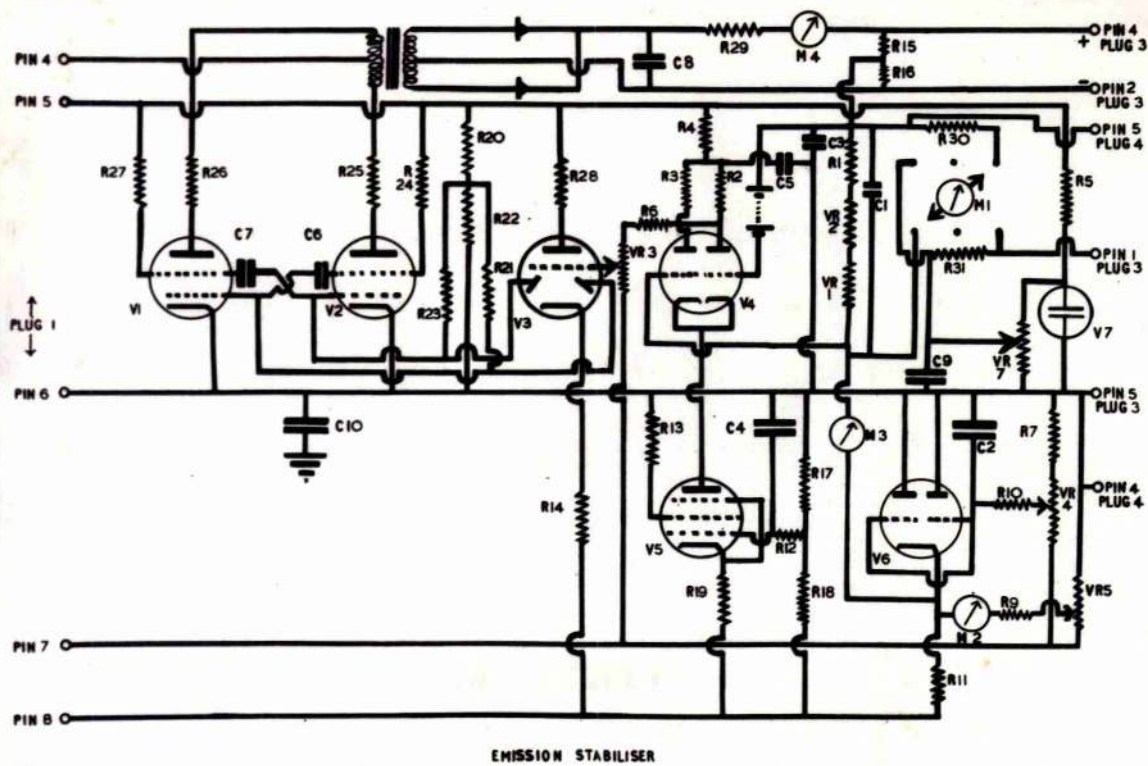 PIN 4
PIN 5
PLUG 1
PIN 6
PIN 7
PIN 8
R29
M4
R15
R16
C8
PIN 4
+
PLUG 3
-
PIN 2
PLUG 3
PIN 5
PLUG 4
R27
R26
R25
R
24
R20
R22
R28
R4
R3
R2
C3
C5
R1
C1
R30
M1
R5
C7
C6
R6
VR 3
VR
2
VR
1
R31
PIN 1
PLUG 3
V1
V2
R23
R21
V3
V4
V7
C9
VR
7
PIN 5
PLUG 3
C10
R13
C4
R17
M3
C2
R7
R10
VR
4
PIN 4
PLUG 4
R14
V5
R12
V6
R19
R18
R9
VR5
M2
R11
EMISSION STABILISER